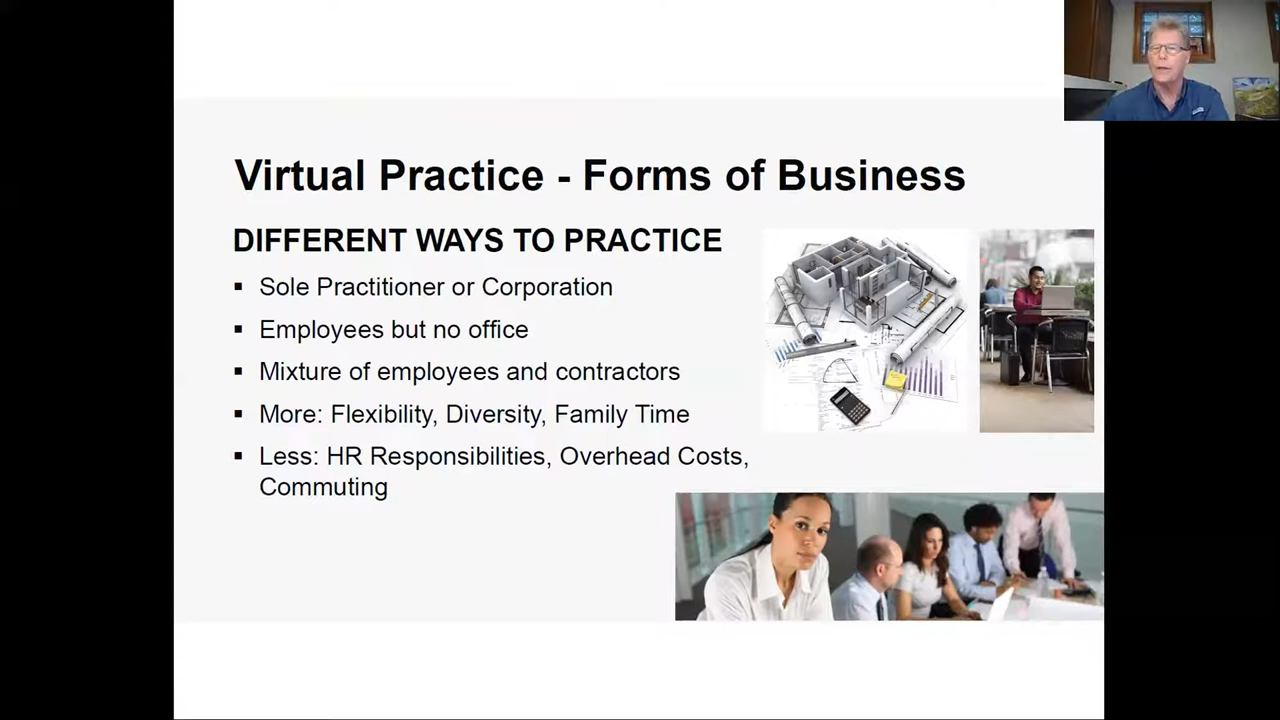 Virtual Practice - Forms of Business
DIFFERENT WAYS TO PRACTICE
▪ Sole Practitioner or Corporation
▪ Employees but no office
▪ Mixture of employees and contractors
▪ More: Flexibility, Diversity, Family Time
▪ Less: HR Responsibilities, Overhead Costs,
Commuting